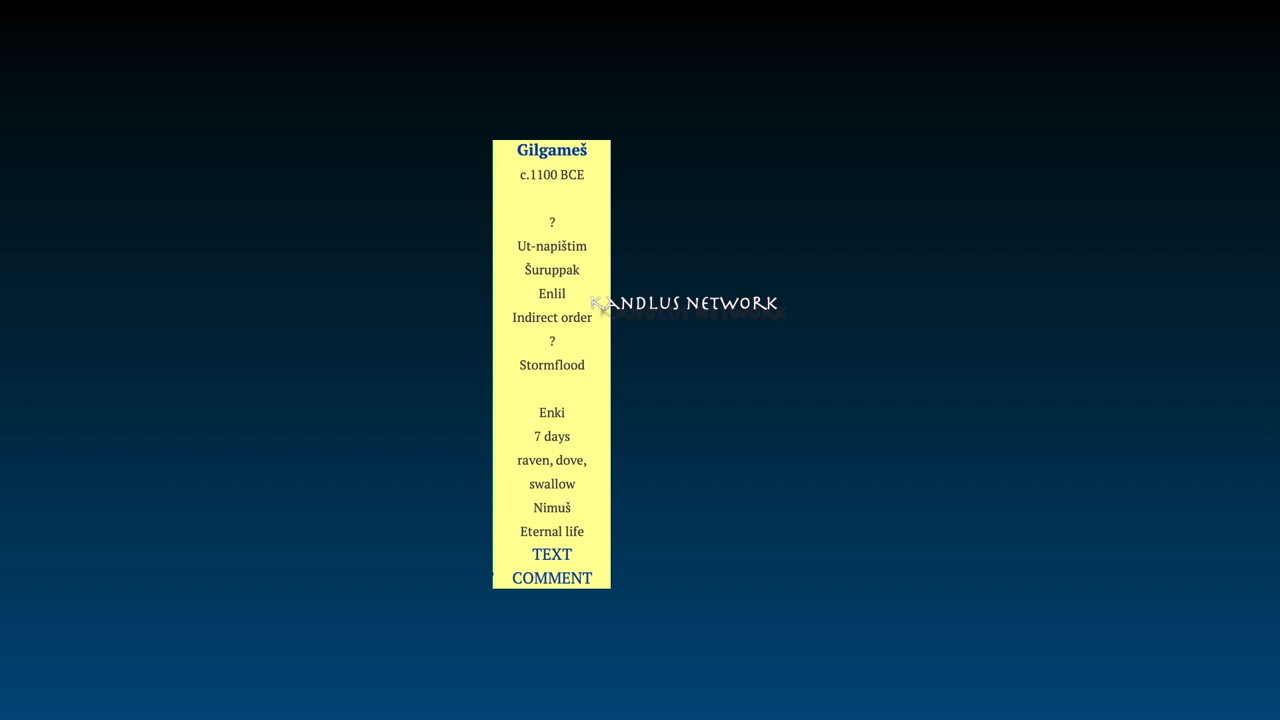 Gilgameš
c.1100 BCE
?
Ut-napištim
Šuruppak
Enlil
KANDLUS NETWORK
Indirect order
?
Stormflood
Enki
7 days
raven, dove,
swallow
Nimuš
Eternal life
TEXT
COMMENT